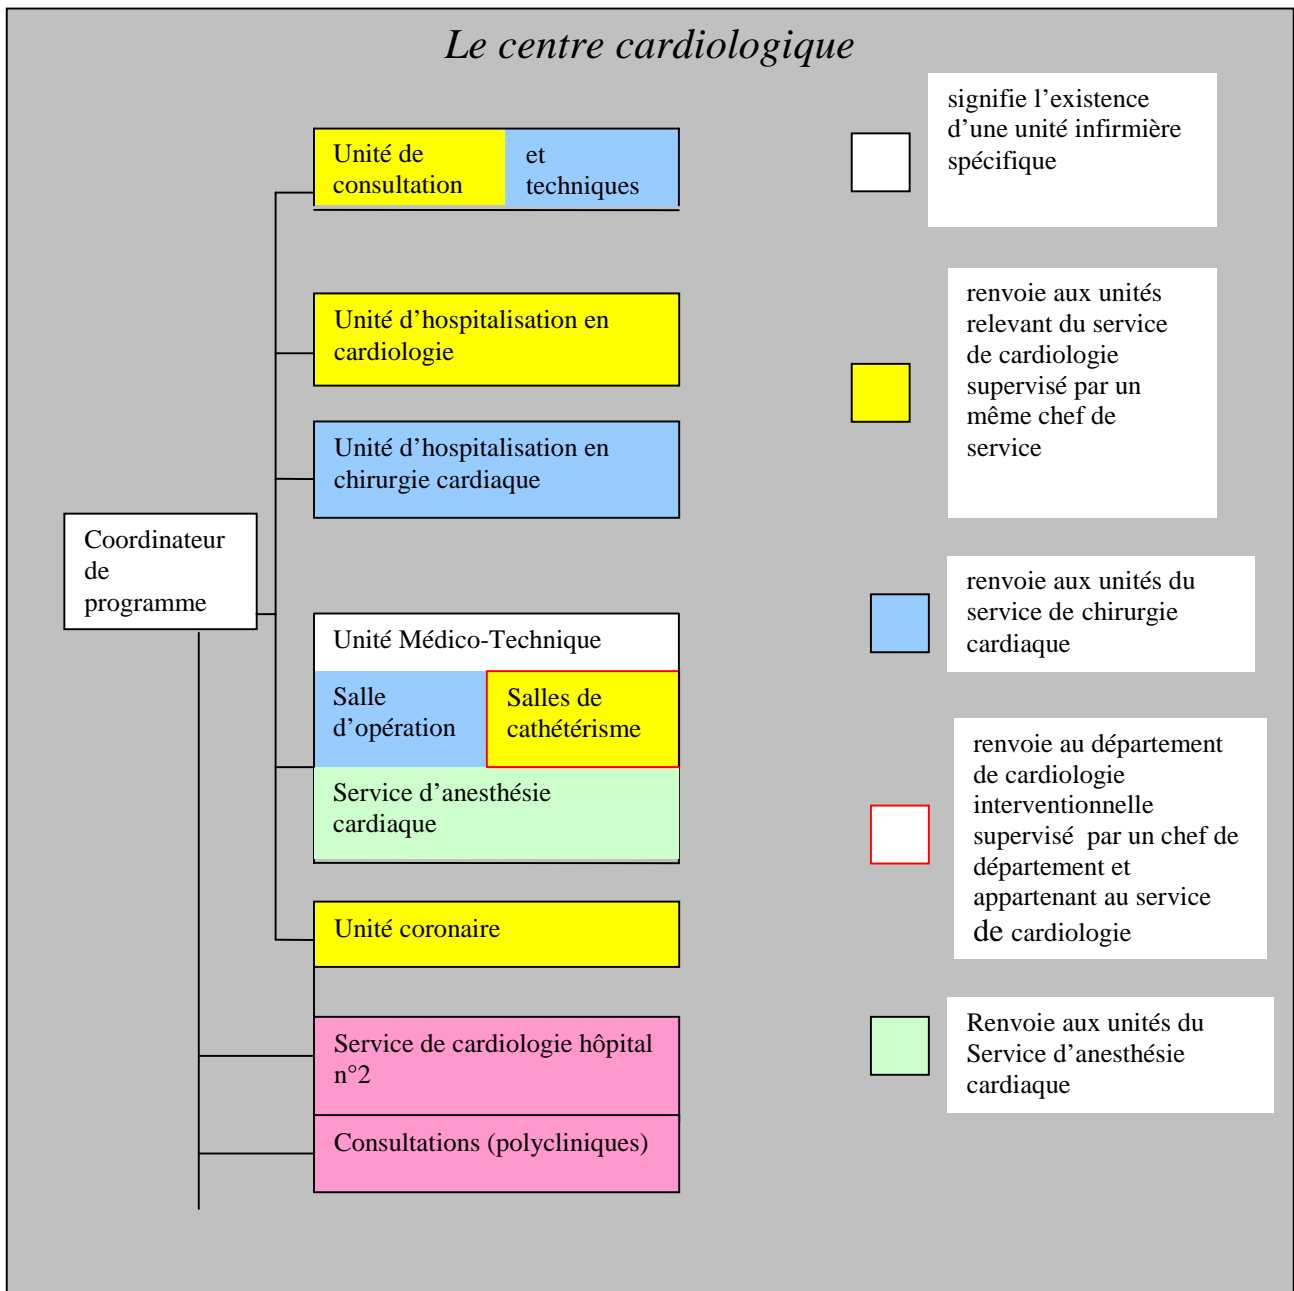 Le centre cardiologique
Unité de
consultation
et
techniques
Unité d’hospitalisation en
cardiologie
Unité d’hospitalisation en
chirurgie cardiaque
Coordinateur
de
programme
Unité Médico-Technique
Salle
d’opération
Salles de
cathétérisme
Service d’anesthésie
cardiaque
Unité coronaire
Service de cardiologie hôpital
n°2
Consultations (polycliniques)
signifie l’existence
d’une unité infirmière
spécifique
renvoie aux unités
relevant du service
de cardiologie
supervisé par un
même chef de
service
renvoie aux unités du
service de chirurgie
cardiaque
renvoie au département
de cardiologie
interventionnelle
supervisé par un chef de
département et
appartenant au service
de cardiologie
Renvoie aux unités du
Service d’anesthésie
cardiaque